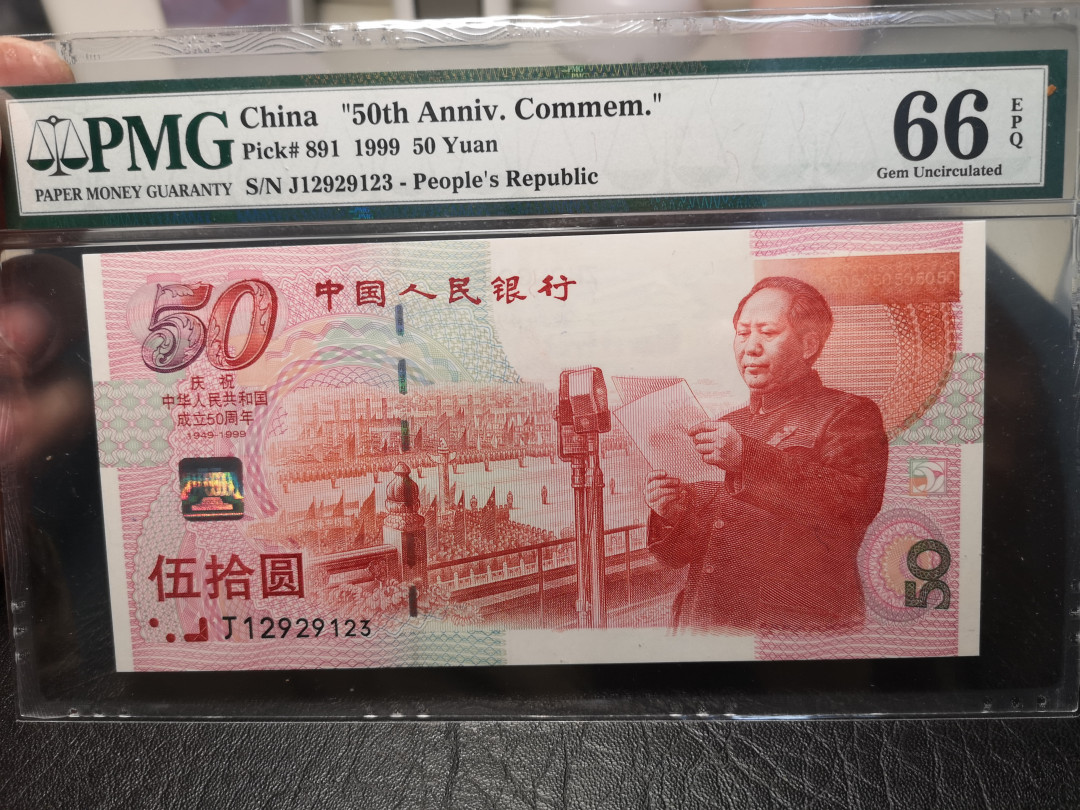 PMG
PAPER MONEY GUARANTY
China "50th Anniv. Commem."
Pick# 891 1999 50 Yuan
S/N J12929123 - People's Republic
66
EPQ
Gem Uncirculated
50
中国人民银行
庆祝
中华人民共和国
成立50周年
1949-1999
伍拾圆
J12929123
50